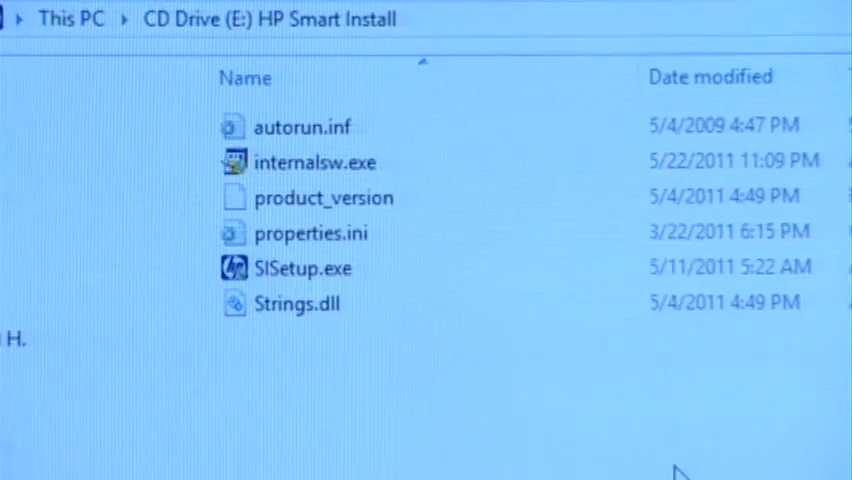 This PC CD Drive (E:) HP Smart Install
Name Date modified
autorun.inf 5/4/2009 4:47 PM
internalsw.exe 5/22/2011 11:09 PM
product_version 5/4/2011 4:49 PM
properties.ini 3/22/2011 6:15 PM
hp SISetup.exe 5/11/2011 5:22 AM
Strings.dll 5/4/2011 4:49 PM
H.